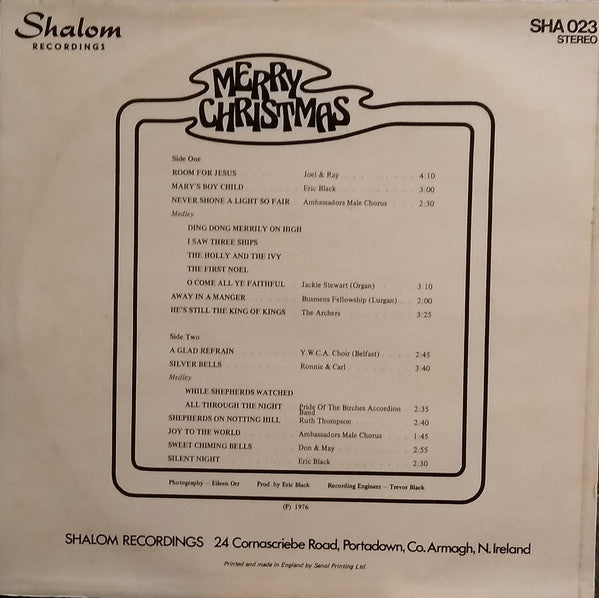 Shalom
RECORDINGS
SHA 023
STEREO
MERRY
CHRISTMAS
Side One
ROOM FOR JESUS Joel & Ray 4:10
MARY'S BOY CHILD Eric Black 3:00
NEVER SHONE A LIGHT SO FAIR Ambassadors Male Chorus 2:30
Medley
DING DONG MERRILY ON HIGH
I SAW THREE SHIPS
THE HOLLY AND THE IVY
THE FIRST NOEL
O COME ALL YE FAITHFUL Jackie Stewart (Organ) 3:10
AWAY IN A MANGER Busmens Fellowship (Lurgan) 2:00
HE'S STILL THE KING OF KINGS The Archers 3:25
Side Two
A GLAD REFRAIN Y.W.C.A. Choir (Belfast) 2:45
SILVER BELLS Ronnie & Carl 3:40
Medley
WHILE SHEPHERDS WATCHED
ALL THROUGH THE NIGHT Pride Of The Birches Accordion Band 2:35
SHEPHERDS ON NOTTING HILL Ruth Thompson 2:40
JOY TO THE WORLD Ambassadors Male Chorus 1:45
SWEET CHIMING BELLS Don & May 2:55
SILENT NIGHT Eric Black 2:30
Photography — Eileen Orr Prod. by Eric Black Recording Engineer — Trevor Black
(P) 1976
SHALOM RECORDINGS 24 Cornascriebe Road, Portadown, Co. Armagh, N. Ireland
Printed and made in England by Senol Printing Ltd.